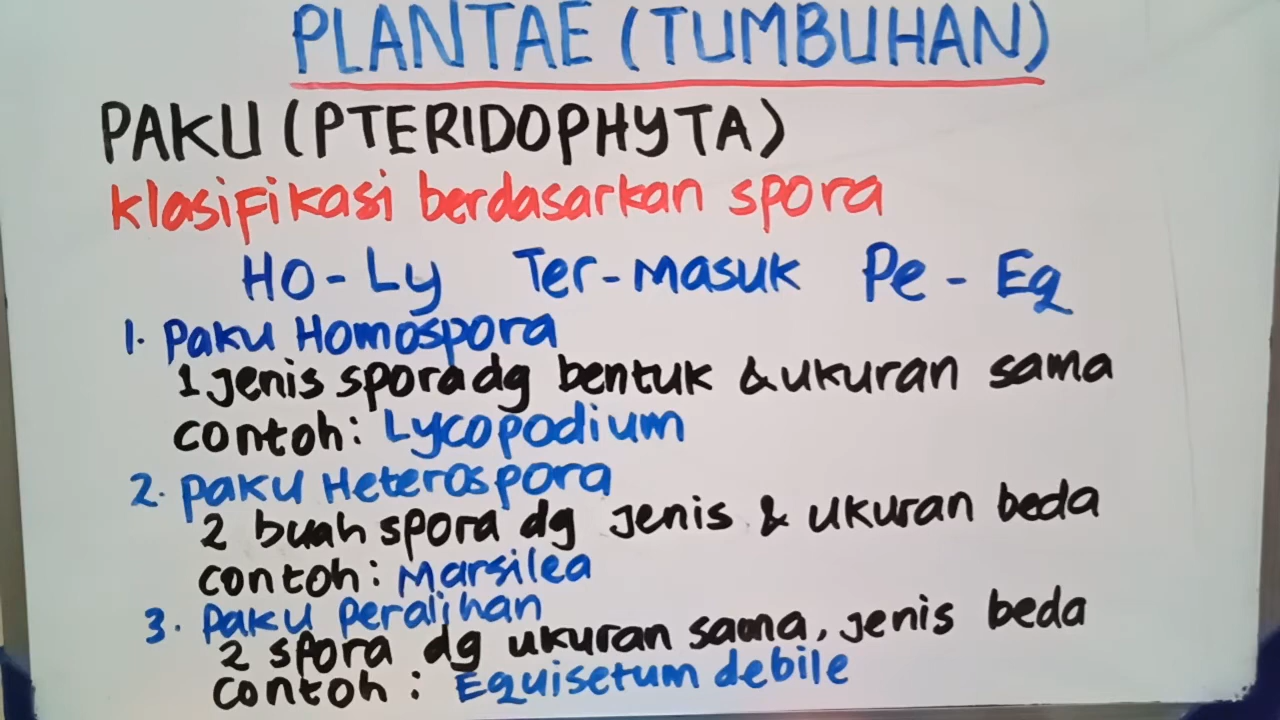 PLANTAE (TUMBUHAN)
PAKU (PTERIDOPHYTA)
klasifikasi berdasarkan spora
HO - Ly Ter - masuk Pe - Eq
1. Paku Homospora
1 jenis spora dg bentuk & ukuran sama
contoh: Lycopodium
2. Paku Heterospora
2 buah spora dg jenis & ukuran beda
contoh: Marsilea
3. Paku Peralihan
2 spora dg ukuran sama, jenis beda
contoh: Equisetum debile